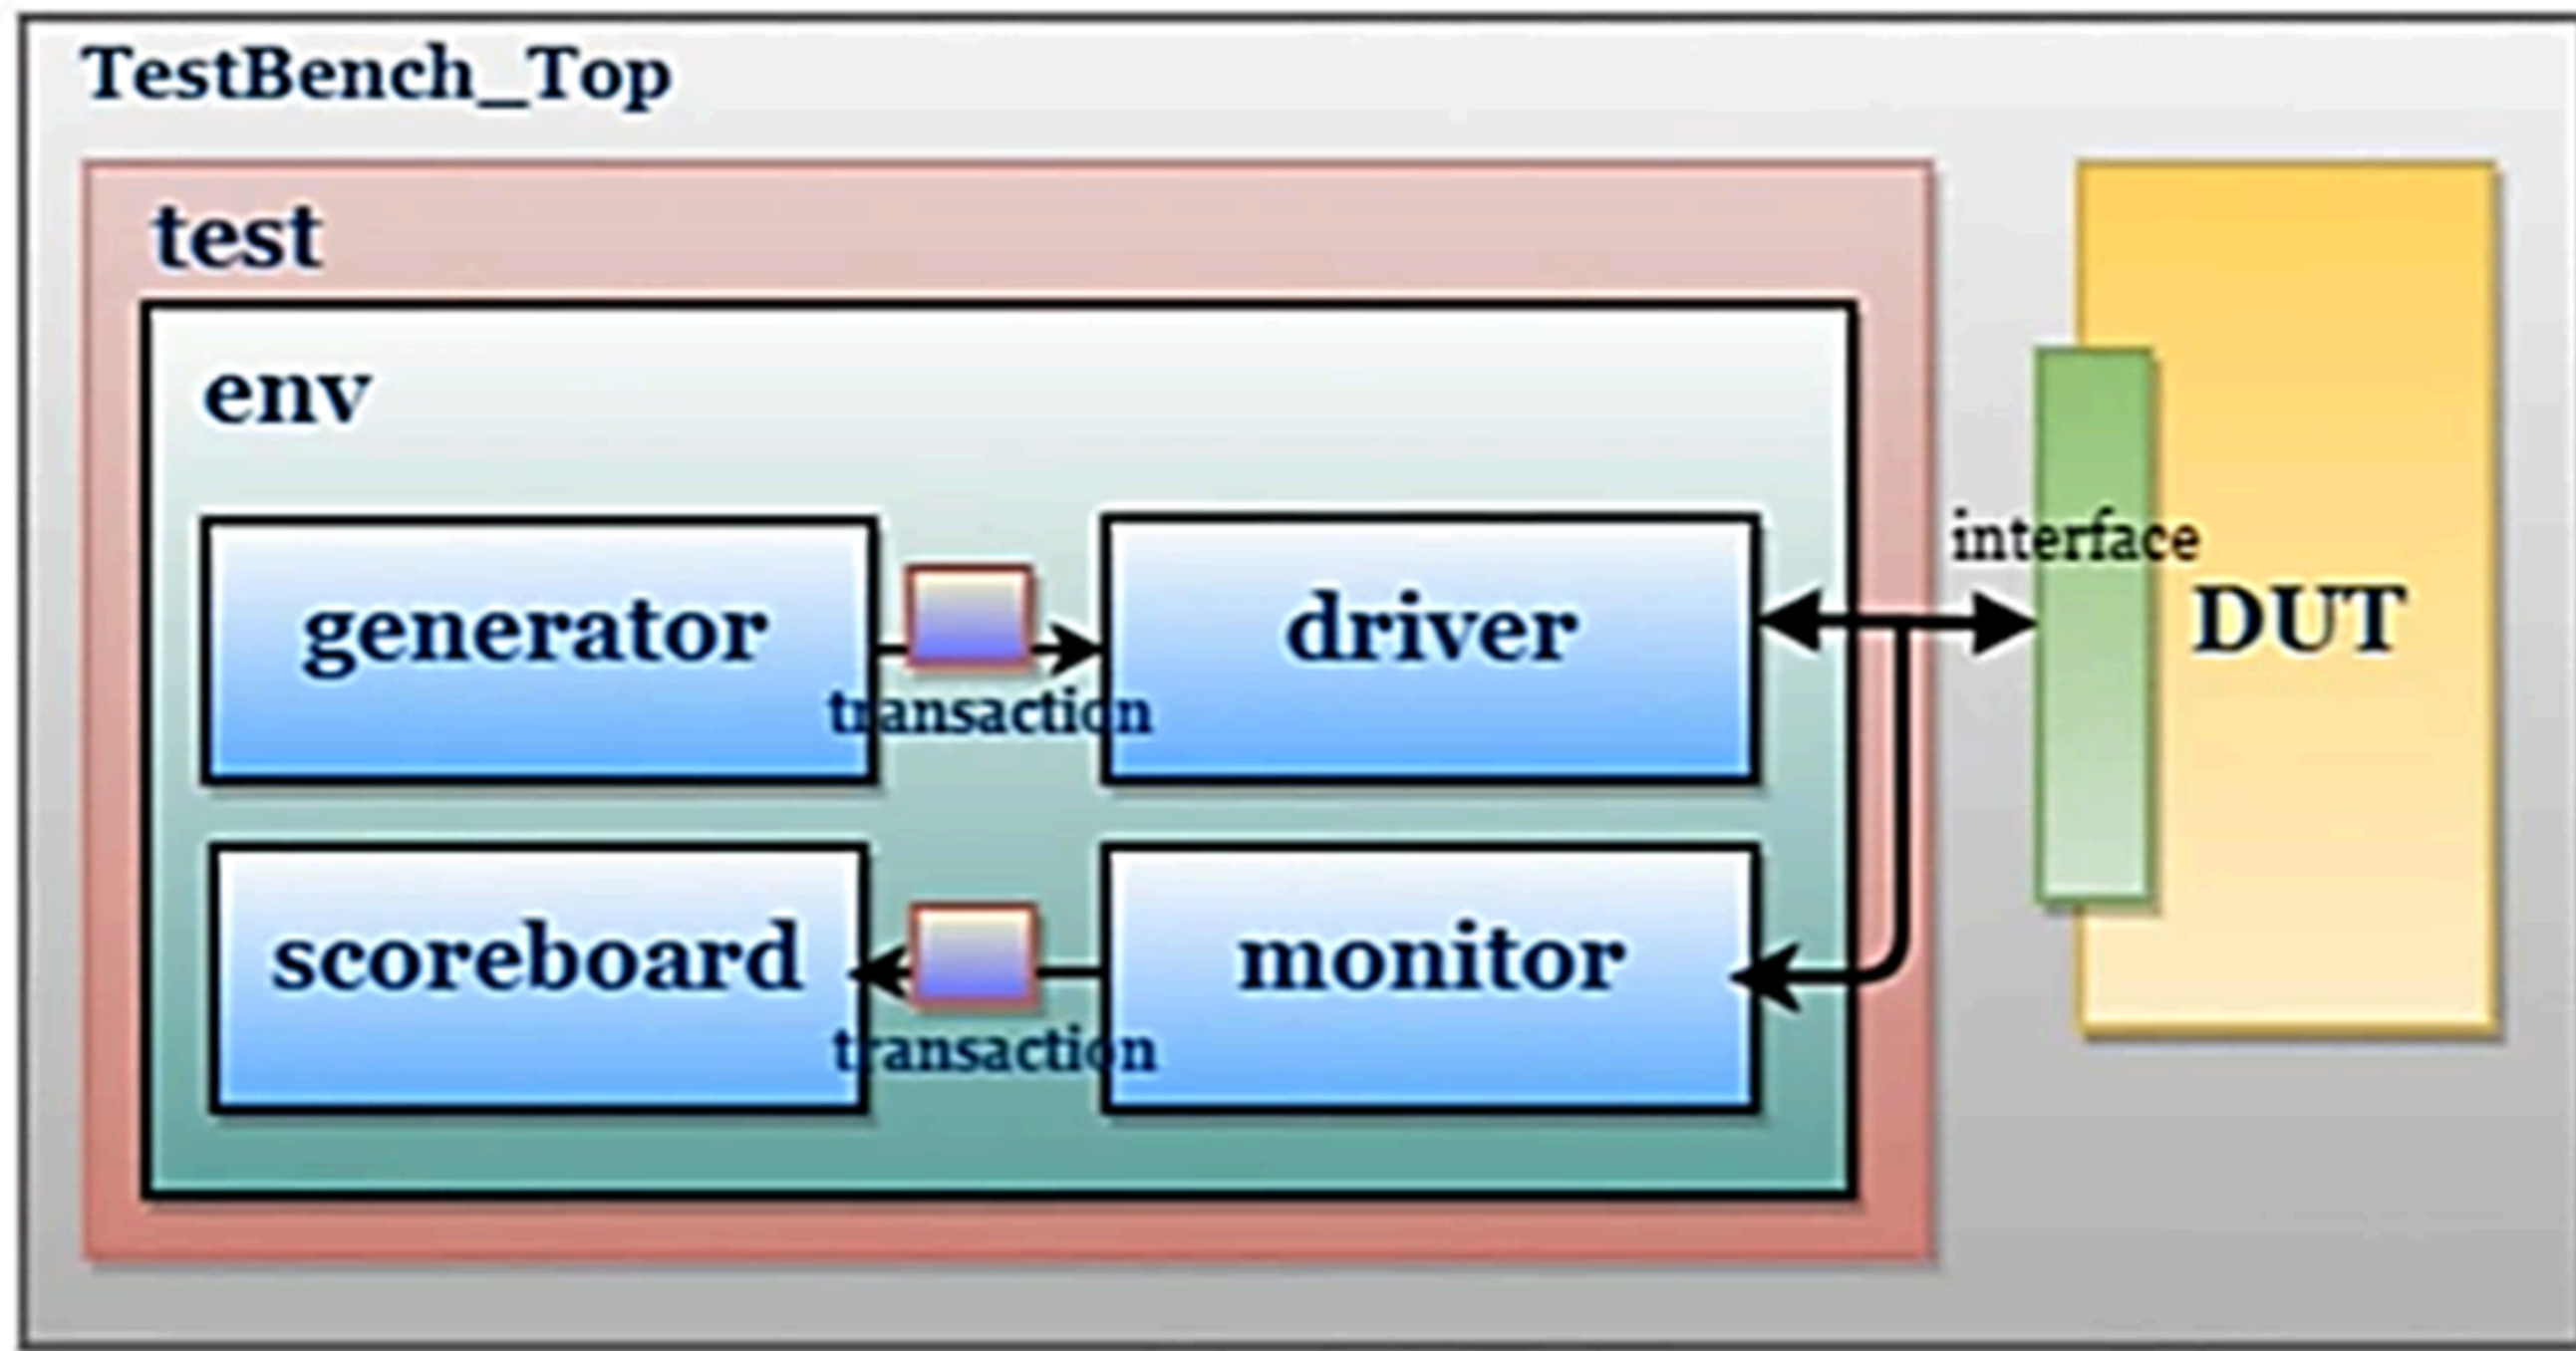 TestBench_Top
test
env
generator
transaction
driver
interface
DUT
scoreboard
transaction
monitor